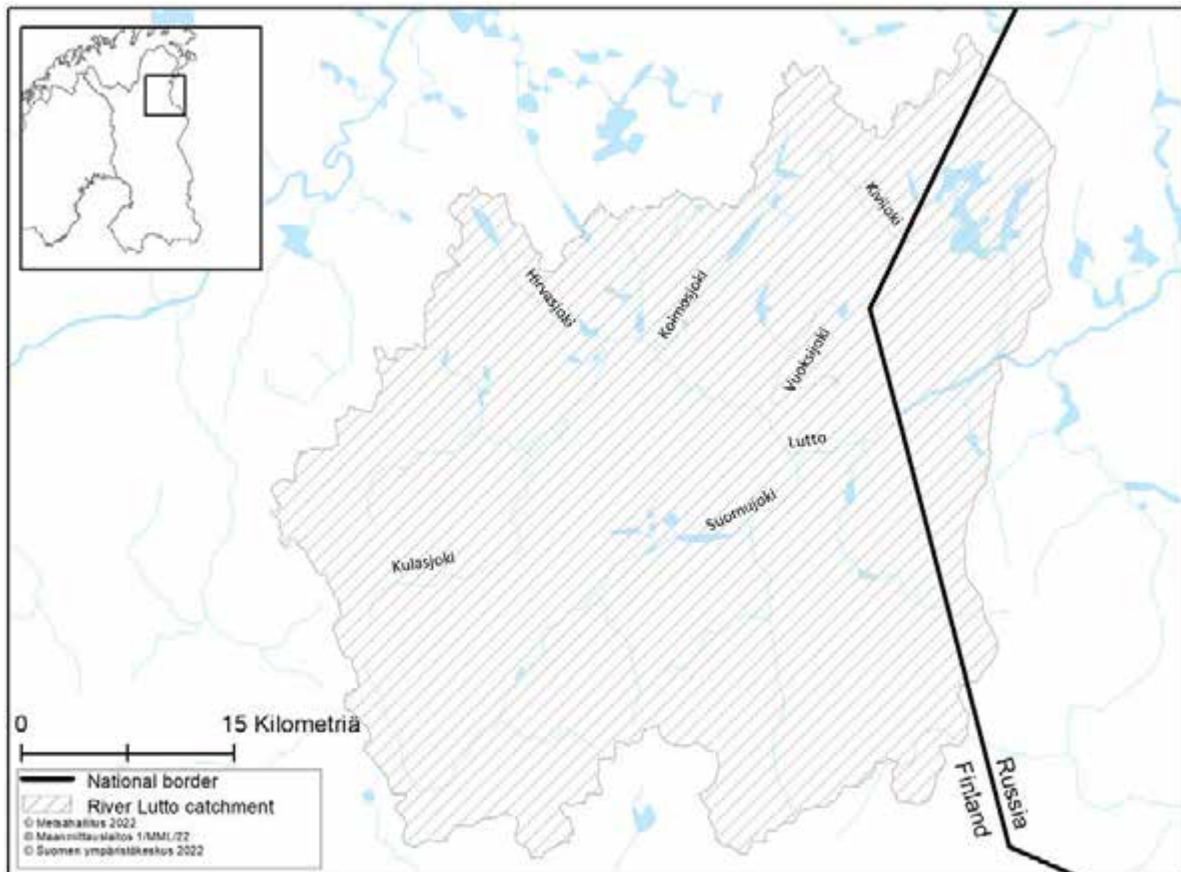 Kivijoki
Hirvasjoki
Koimosjoki
Vuoksijoki
Lutto
Suomujoki
Kulasjoki
0 15 Kilometriä
National border
River Lutto catchment
© Metsähallitus 2022
© Maanmittauslaitos 1/MML/22
© Suomen ympäristökeskus 2022
Russia
Finland